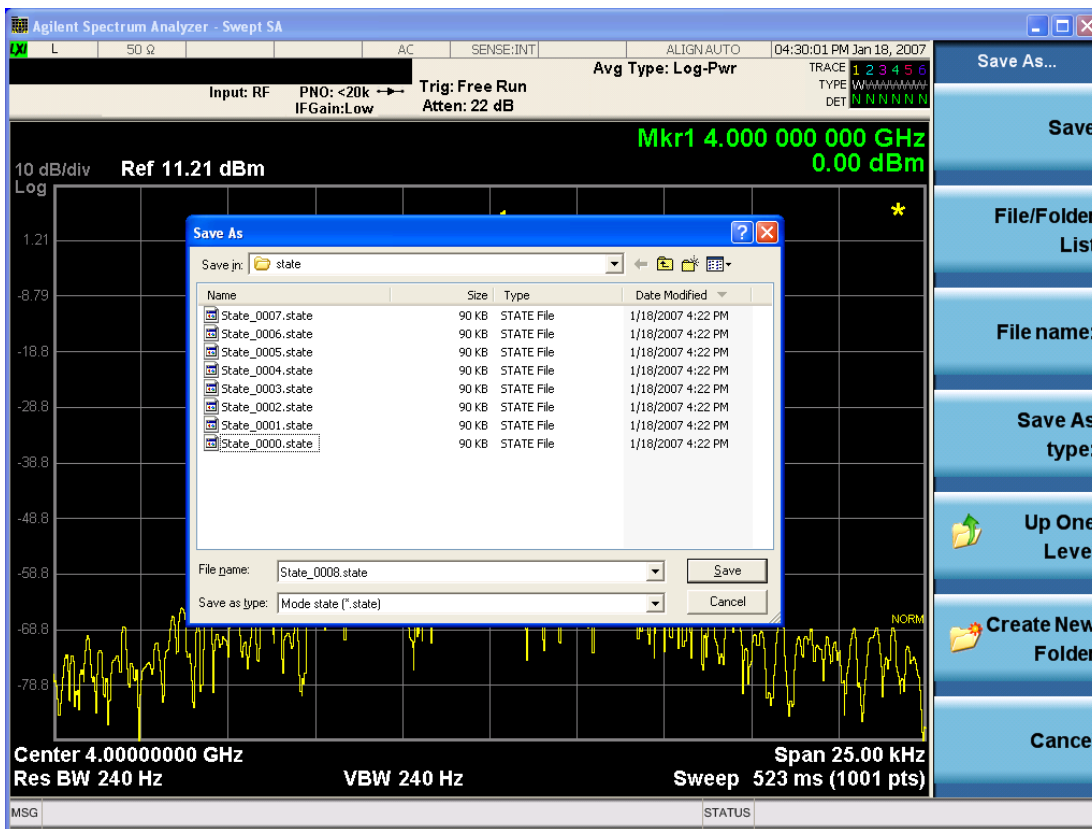 Agilent Spectrum Analyzer - Swept SA
LXI L 50 Ω AC SENSE:INT ALIGN AUTO 04:30:01 PM Jan 18, 2007
Input: RF PNO: <20k IFGain:Low Trig: Free Run Atten: 22 dB Avg Type: Log-Pwr
TRACE 1 2 3 4 5 6
TYPE
DET N N N N N N
Mkr1 4.000 000 000 GHz
0.00 dBm
10 dB/div Ref 11.21 dBm
Log
1.21
-8.79
-18.8
-28.8
-38.8
-48.8
-58.8
-68.8
-78.8
NORM
Save As
Save in: state
Name Size Type Date Modified
State_0007.state 90 KB STATE File 1/18/2007 4:22 PM
State_0006.state 90 KB STATE File 1/18/2007 4:22 PM
State_0005.state 90 KB STATE File 1/18/2007 4:22 PM
State_0004.state 90 KB STATE File 1/18/2007 4:22 PM
State_0003.state 90 KB STATE File 1/18/2007 4:22 PM
State_0002.state 90 KB STATE File 1/18/2007 4:22 PM
State_0001.state 90 KB STATE File 1/18/2007 4:22 PM
State_0000.state 90 KB STATE File 1/18/2007 4:22 PM
File name: State_0008.state Save
Save as type: Mode state (*.state) Cancel
Center 4.00000000 GHz Span 25.00 kHz
Res BW 240 Hz VBW 240 Hz Sweep 523 ms (1001 pts)
MSG STATUS
Save As...
Save
File/Folder
List
File name:
Save As
type:
Up One
Leve
Create New
Folder
Cance